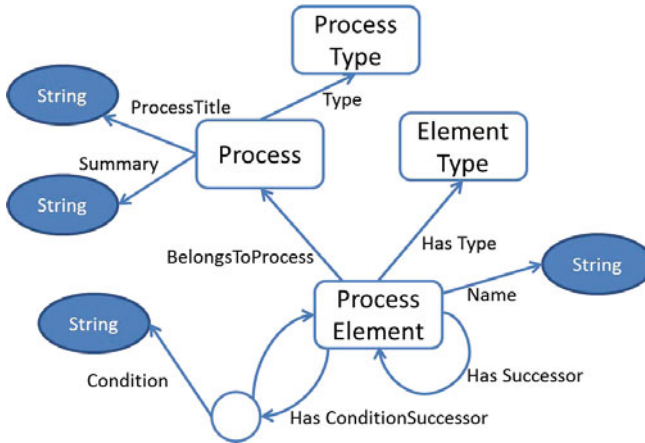 Process
Type
String
ProcessTitle
Type
Process
Element
Type
Summary
String
BelongsToProcess
Has Type
String
Name
Process
Element
String
Condition
Has Successor
Has ConditionSuccessor